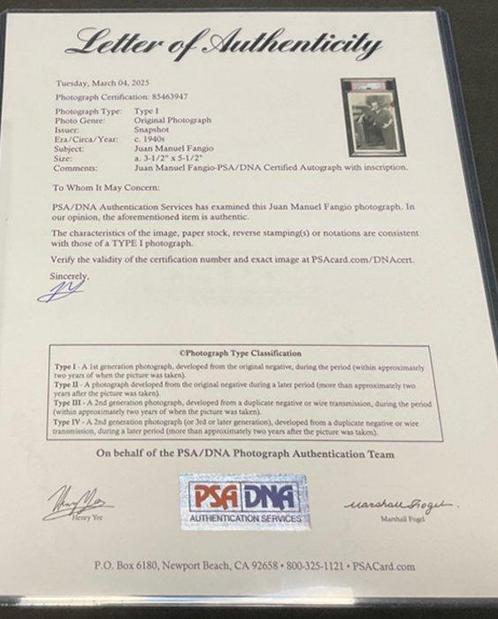 Letter of Authenticity
Tuesday, March 04, 2025
Photograph Certification: 85463947
Photograph Type: Type I
Photo Genre: Original Photograph
Issuer: Snapshot
Era/Circa/Year: c. 1940s
Subject: Juan Manuel Fangio
Size: a. 3-1/2" x 5-1/2"
Comments: Juan Manuel Fangio-PSA/DNA Certified Autograph with inscription.
To Whom It May Concern:
PSA/DNA Authentication Services has examined this Juan Manuel Fangio photograph. In
our opinion, the aforementioned item is authentic.
The characteristics of the image, paper stock, reverse stamping(s) or notations are consistent
with those of a TYPE I photograph.
Verify the validity of the certification number and exact image at PSAcard.com/DNAcert.
Sincerely,
©Photograph Type Classification
Type I - A 1st generation photograph, developed from the original negative, during the period (within approximately
two years of when the picture was taken).
Type II - A photograph developed from the original negative during a later period (more than approximately two
years after the picture was taken).
Type III - A 2nd generation photograph, developed from a duplicate negative or wire transmission, during the period
(within approximately two years of when the picture was taken).
Type IV - A 2nd generation photograph (or 3rd or later generation), developed from a duplicate negative or wire
transmission, during a later period (more than approximately two years after the picture was taken).
On behalf of the PSA/DNA Photograph Authentication Team
PSA DNA
AUTHENTICATION SERVICES
Henry Yee
Marshall Fogel
Marshall Fogel
P.O. Box 6180, Newport Beach, CA 92658 • 800-325-1121 • PSACard.com